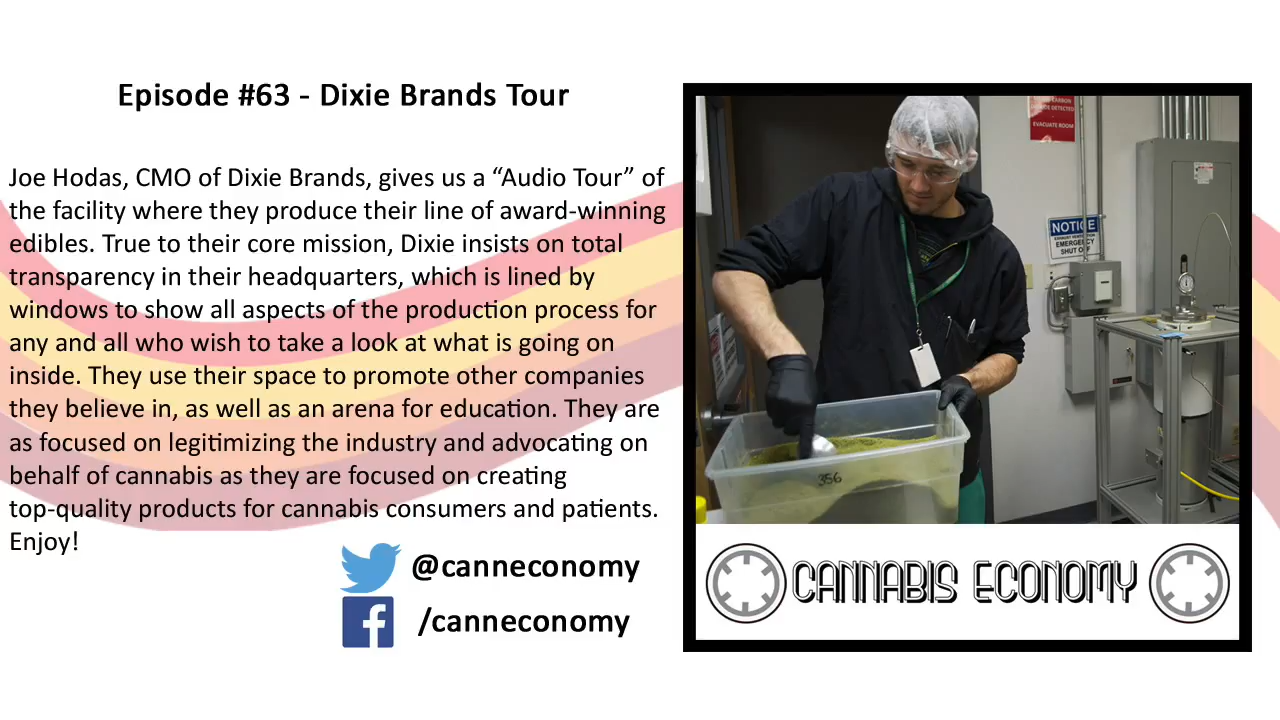 Episode #63 - Dixie Brands Tour
Joe Hodas, CMO of Dixie Brands, gives us a “Audio Tour” of
the facility where they produce their line of award-winning
edibles. True to their core mission, Dixie insists on total
transparency in their headquarters, which is lined by
windows to show all aspects of the production process for
any and all who wish to take a look at what is going on
inside. They use their space to promote other companies
they believe in, as well as an arena for education. They are
as focused on legitimizing the industry and advocating on
behalf of cannabis as they are focused on creating
top-quality products for cannabis consumers and patients.
Enjoy!
@canneconomy
/canneconomy
CARBON
DETECTED
EVACUATE ROOM
NOTICE
EMERGENCY
SHUT OFF
356
CANNABIS ECONOMY